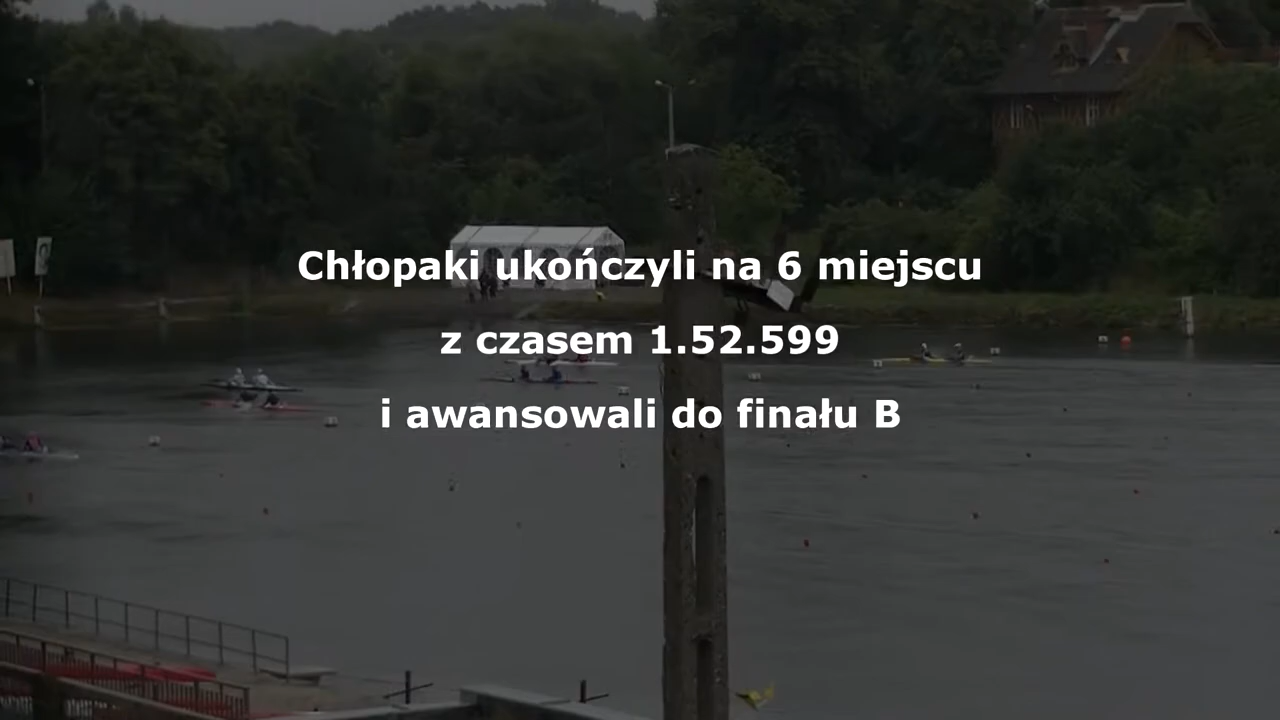 Chłopaki ukończyli na 6 miejscu
z czasem 1.52.599
i awansowali do finału B